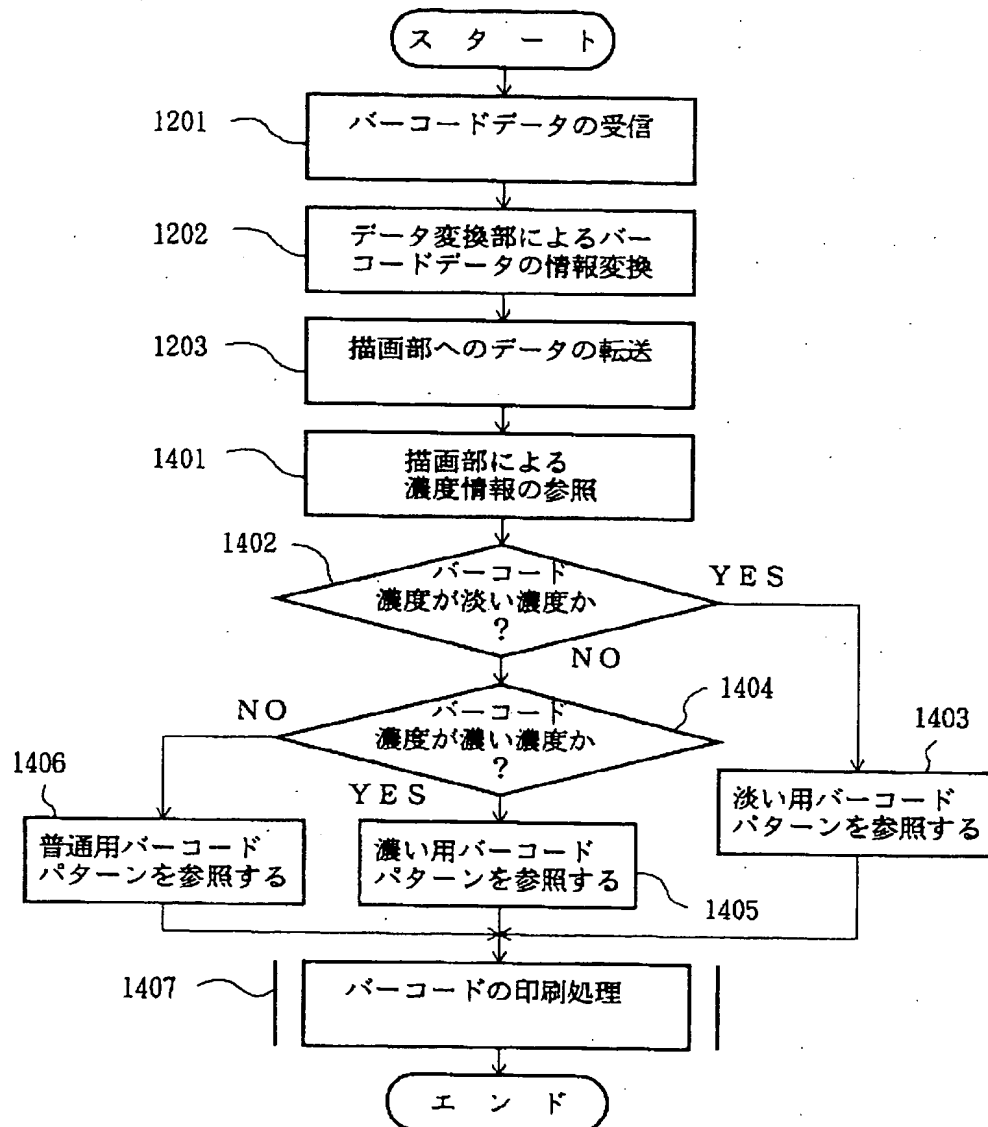 スタート
1201
バーコードデータの受信
1202
データ変換部によるバー
コードデータの情報変換
1203
描画部へのデータの転送
1401
描画部による
濃度情報の参照
1402
バーコード
濃度が淡い濃度か
?
YES
NO
1404
バーコード
濃度が濃い濃度か
?
NO
YES
1403
淡い用バーコード
パターンを参照する
1406
普通用バーコード
パターンを参照する
濃い用バーコード
パターンを参照する
1405
1407
バーコードの印刷処理
エンド